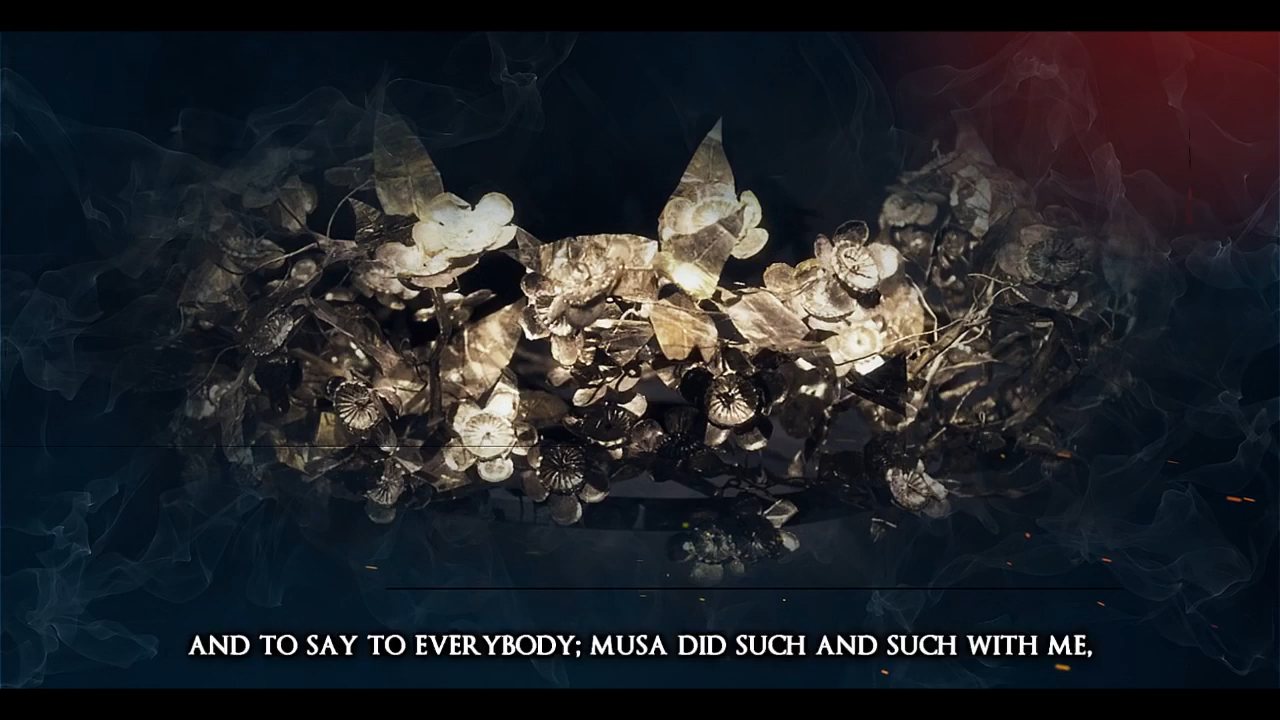 AND TO SAY TO EVERYBODY; MUSA DID SUCH AND SUCH WITH ME,